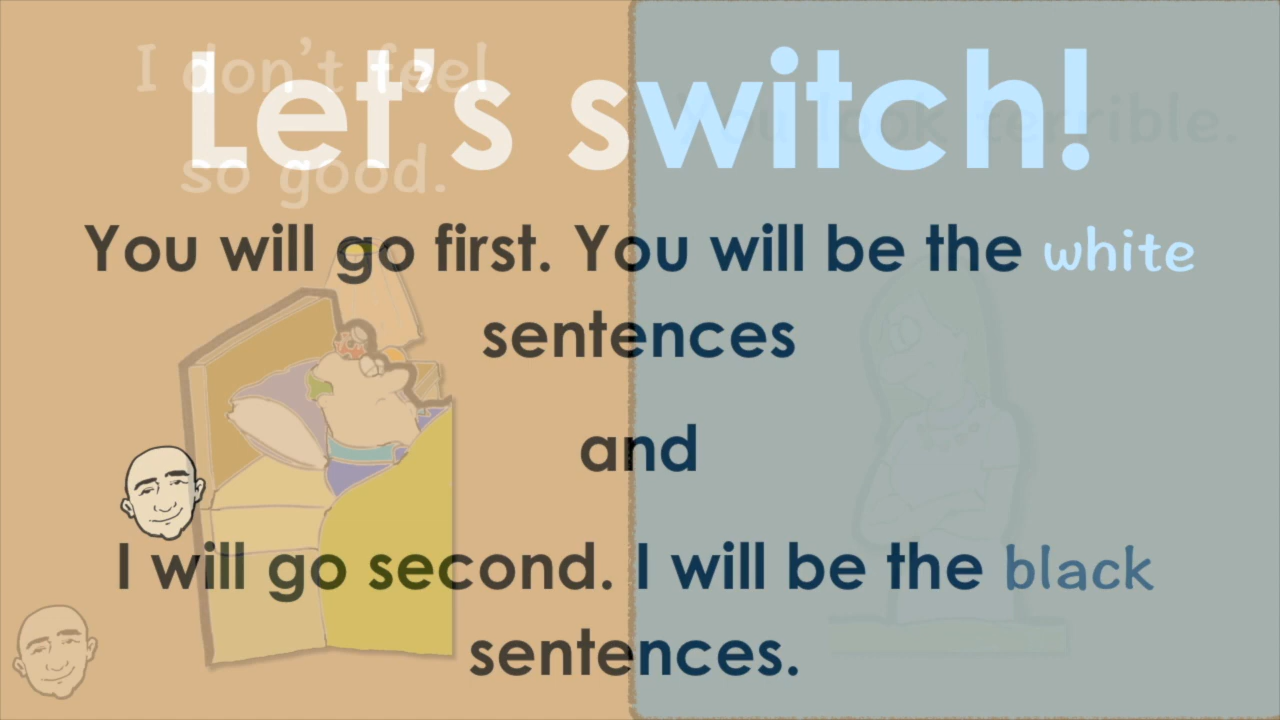 Let's switch!
I don't feel
so good.
You look terrible.
You will go first. You will be the white
sentences
and
I will go second. I will be the black
sentences.